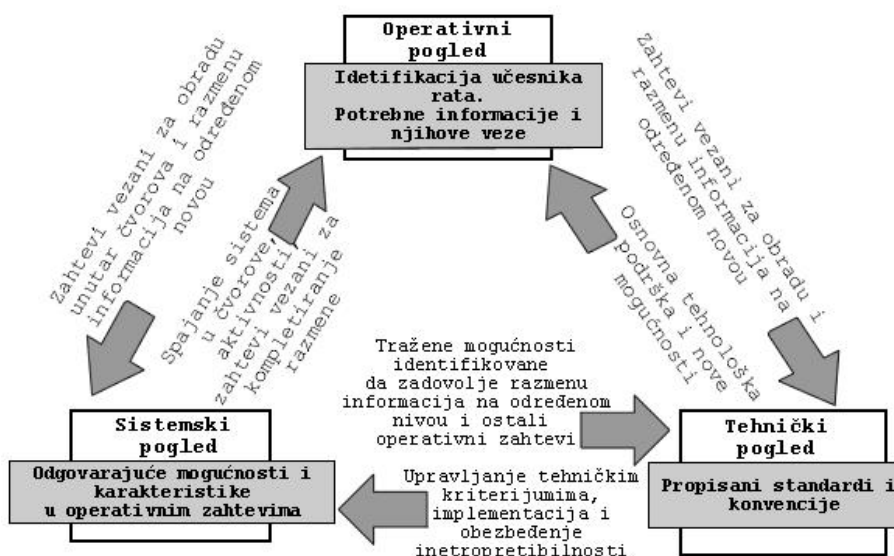 Operativni
pogled
Idetifikacija učesnika
rata.
Potrebne informacije i
njihove veze
Zahtevi vezani za obradu
unutar čvorova i razmenu
informacija na određenom
novou
Spajanje sistema
u čvorove,
aktivnosti i
zahtevi vezani za
kompletiranje
razmene
Zahtevi vezani za obradu i
razmenu informacija na
određenom novou
Osnovna tehnološka
podrška i nove
mogućnosti
Tražene mogućnosti
identifikovane
da zadovolje razmenu
informacija na određenom
nivou i ostali
operativni zahtevi
Sistemski
pogled
Odgovarajuće mogućnosti i
karakteristike
u operativnim zahtevima
Upravljanje tehničkim
kriterijumima,
implementacija i
obezbeđenje
inetropretibilnosti
Tehnički
pogled
Propisani standardi i
konvencije